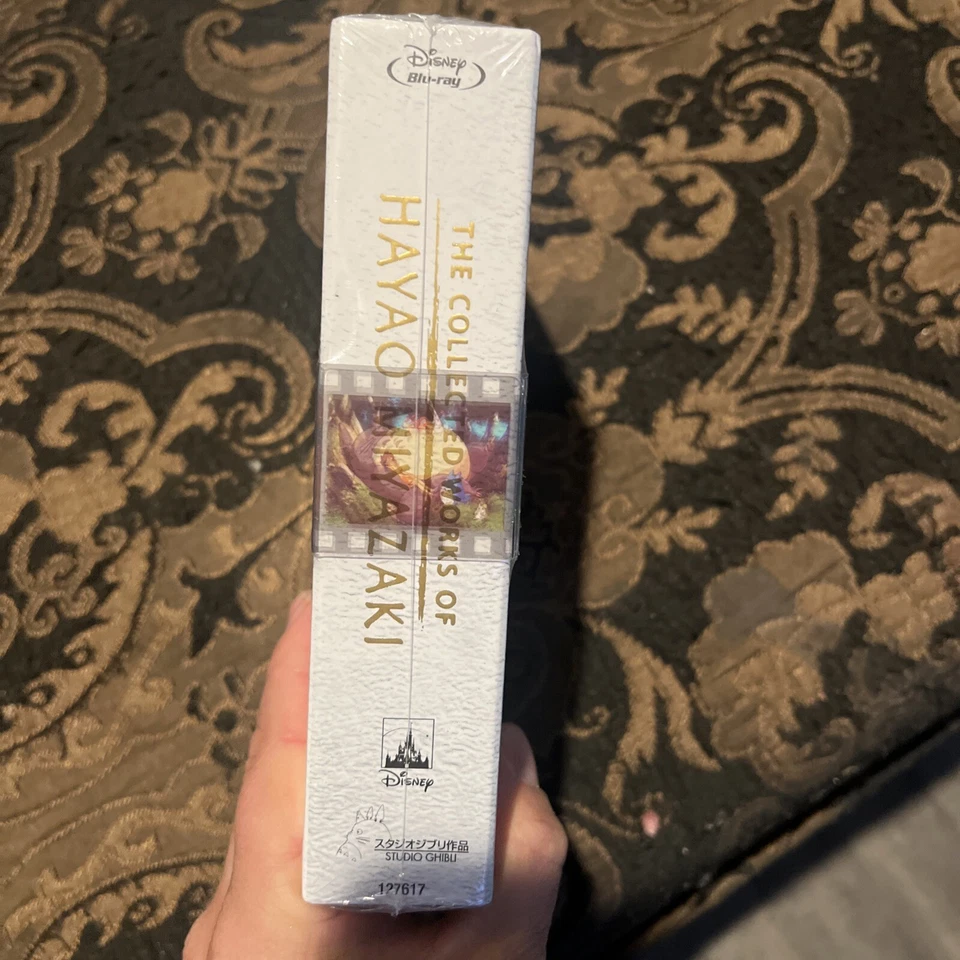 Disney
Blu-ray
THE COLLECTED WORKS OF
HAYAO MIYAZAKI
Disney
スタジオジブリ作品
STUDIO GHIBLI
127617